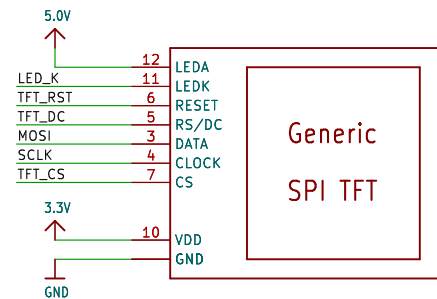 5.0V
12 LEDA
LED_K 11 LEDK
TFT_RST 6 RESET
TFT_DC 5 RS/DC
MOSI 3 DATA
SCLK 4 CLOCK
TFT_CS 7 CS
Generic
SPI TFT
3.3V
10 VDD
GND
GND